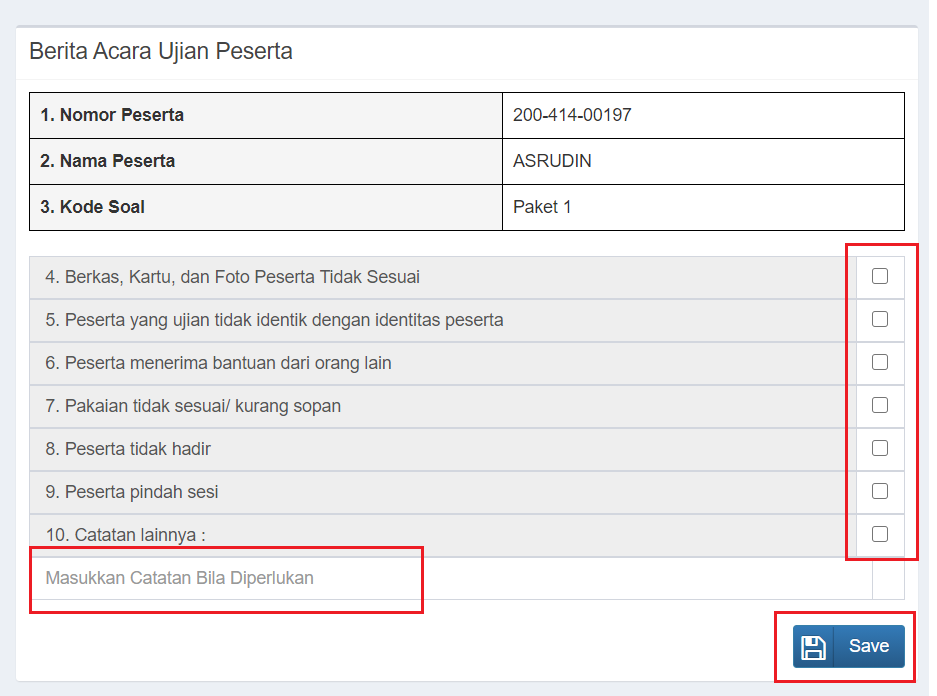 Berita Acara Ujian Peserta
1. Nomor Peserta 200-414-00197
2. Nama Peserta ASRUDIN
3. Kode Soal Paket 1
4. Berkas, Kartu, dan Foto Peserta Tidak Sesuai
5. Peserta yang ujian tidak identik dengan identitas peserta
6. Peserta menerima bantuan dari orang lain
7. Pakaian tidak sesuai/ kurang sopan
8. Peserta tidak hadir
9. Peserta pindah sesi
10. Catatan lainnya :
Masukkan Catatan Bila Diperlukan
Save